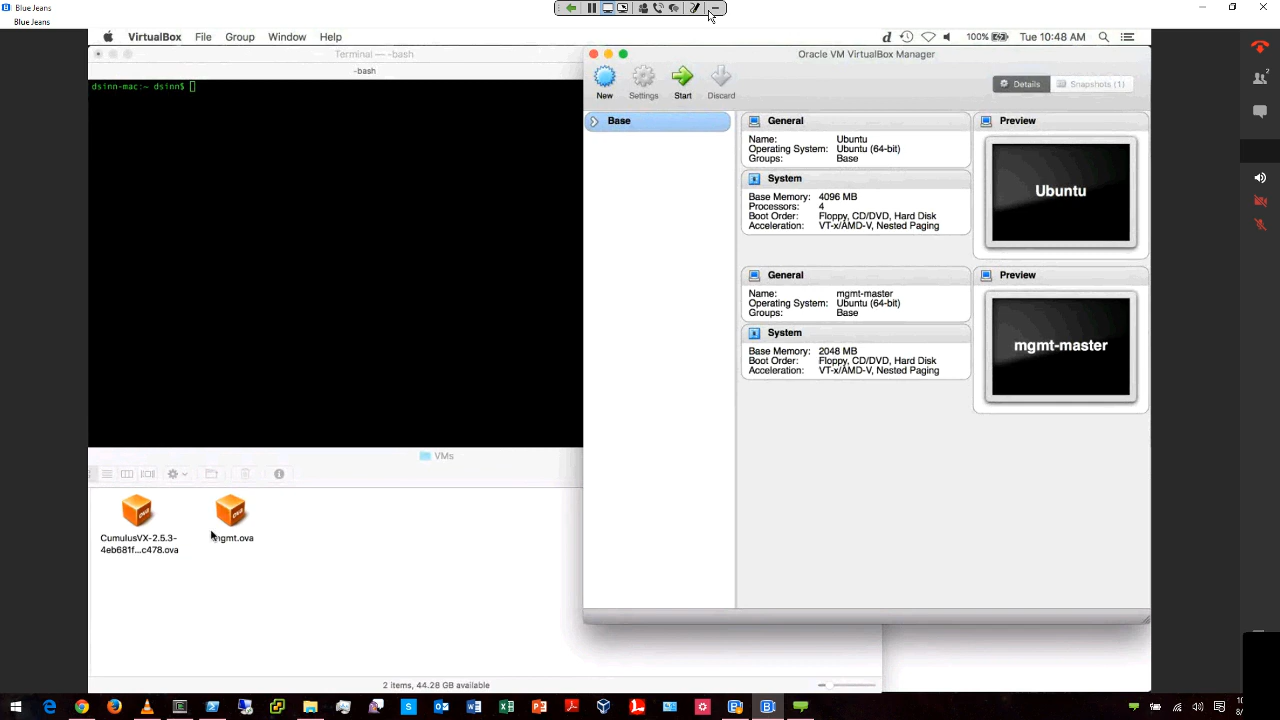 Blue Jeans
Blue Jeans
VirtualBox File Group Window Help
100%
Tue 10:48 AM
Terminal — -bash
-bash
dsinn-mac:~ dsinn$
Oracle VM VirtualBox Manager
New
Settings
Start
Discard
Details
Snapshots (1)
Base
General
Name: Ubuntu
Operating System: Ubuntu (64-bit)
Groups: Base
System
Base Memory: 4096 MB
Processors: 4
Boot Order: Floppy, CD/DVD, Hard Disk
Acceleration: VT-x/AMD-V, Nested Paging
Preview
Ubuntu
General
Name: mgmt-master
Operating System: Ubuntu (64-bit)
Groups: Base
System
Base Memory: 2048 MB
Boot Order: Floppy, CD/DVD, Hard Disk
Acceleration: VT-x/AMD-V, Nested Paging
Preview
mgmt-master
VMs
CumulusVX-2.5.3-
4eb681f...c478.ova
mgmt.ova
2 items, 44.28 GB available